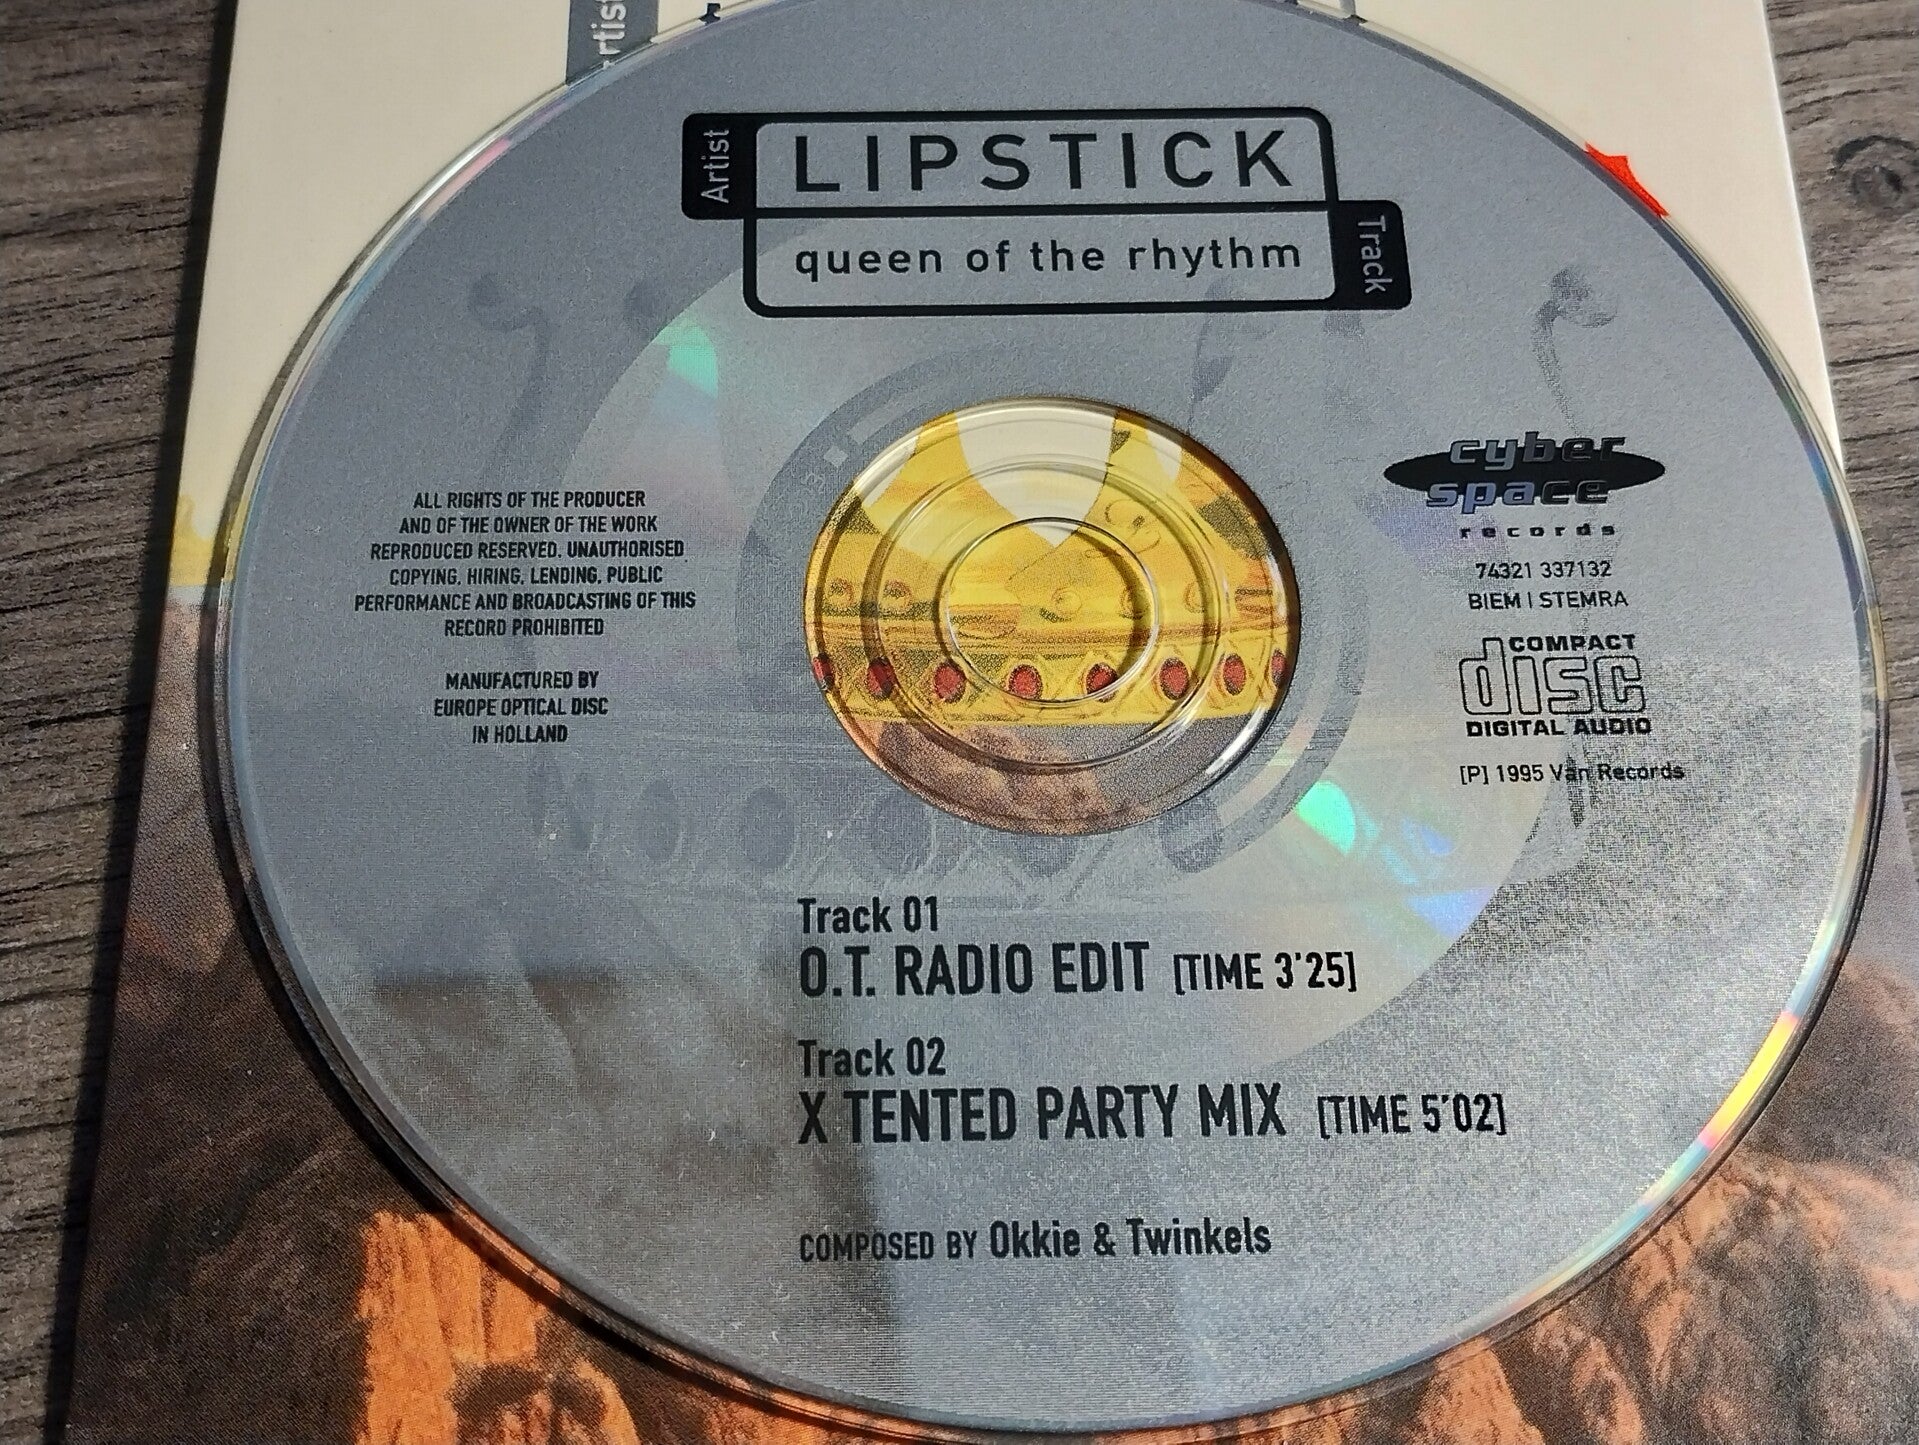 Artist
LIPSTICK
queen of the rhythm
Track
ALL RIGHTS OF THE PRODUCER
AND OF THE OWNER OF THE WORK
REPRODUCED RESERVED. UNAUTHORISED
COPYING, HIRING, LENDING, PUBLIC
PERFORMANCE AND BROADCASTING OF THIS
RECORD PROHIBITED
MANUFACTURED BY
EUROPE OPTICAL DISC
IN HOLLAND
cyber
space
records
74321 337132
BIEM | STEMRA
COMPACT
disc
DIGITAL AUDIO
[P] 1995 Van Records
Track 01
O.T. RADIO EDIT [TIME 3'25]
Track 02
X TENTED PARTY MIX [TIME 5'02]
COMPOSED BY Okkie & Twinkels